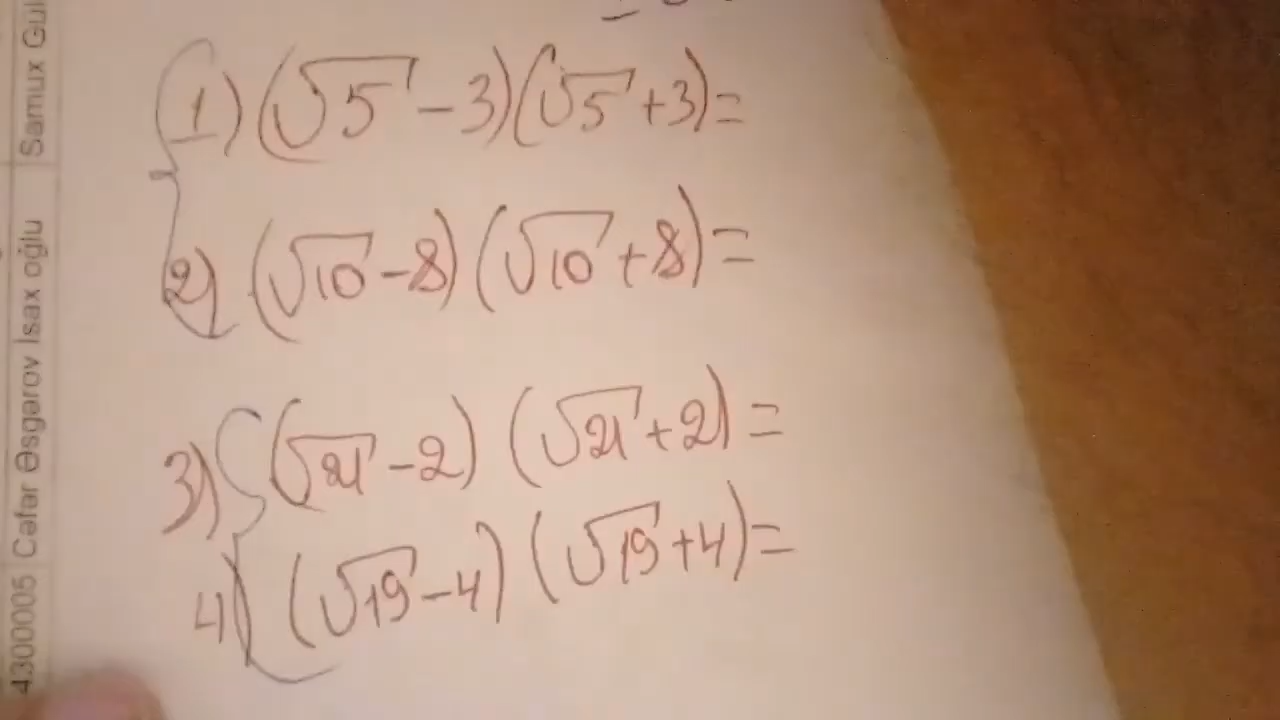 1) (√5 - 3)(√5 + 3) =
2) (√10 - 8) (√10 + 8) =
3) (√21 - 2) (√21 + 2) =
4) (√19 - 4) (√19 + 4) =
Samux Gül
4300005 Cəfər Əsgərov İsax oğlu